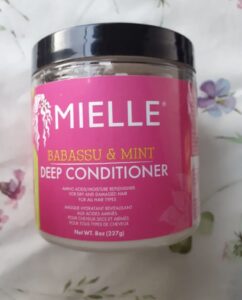 MIELLE®
BABASSU & MINT
DEEP CONDITIONER
AMINO ACIDS/MOISTURE REPLENISHER
FOR DRY AND DAMAGED HAIR
FOR ALL HAIR TYPES
MASQUE HYDRATANT REVITALISANT
AUX ACIDES AMINÉS
POUR CHEVEUX SECS ET ABIMÉS
POUR TOUS TYPES DE CHEVEUX
Net WT. 8oz (227g)